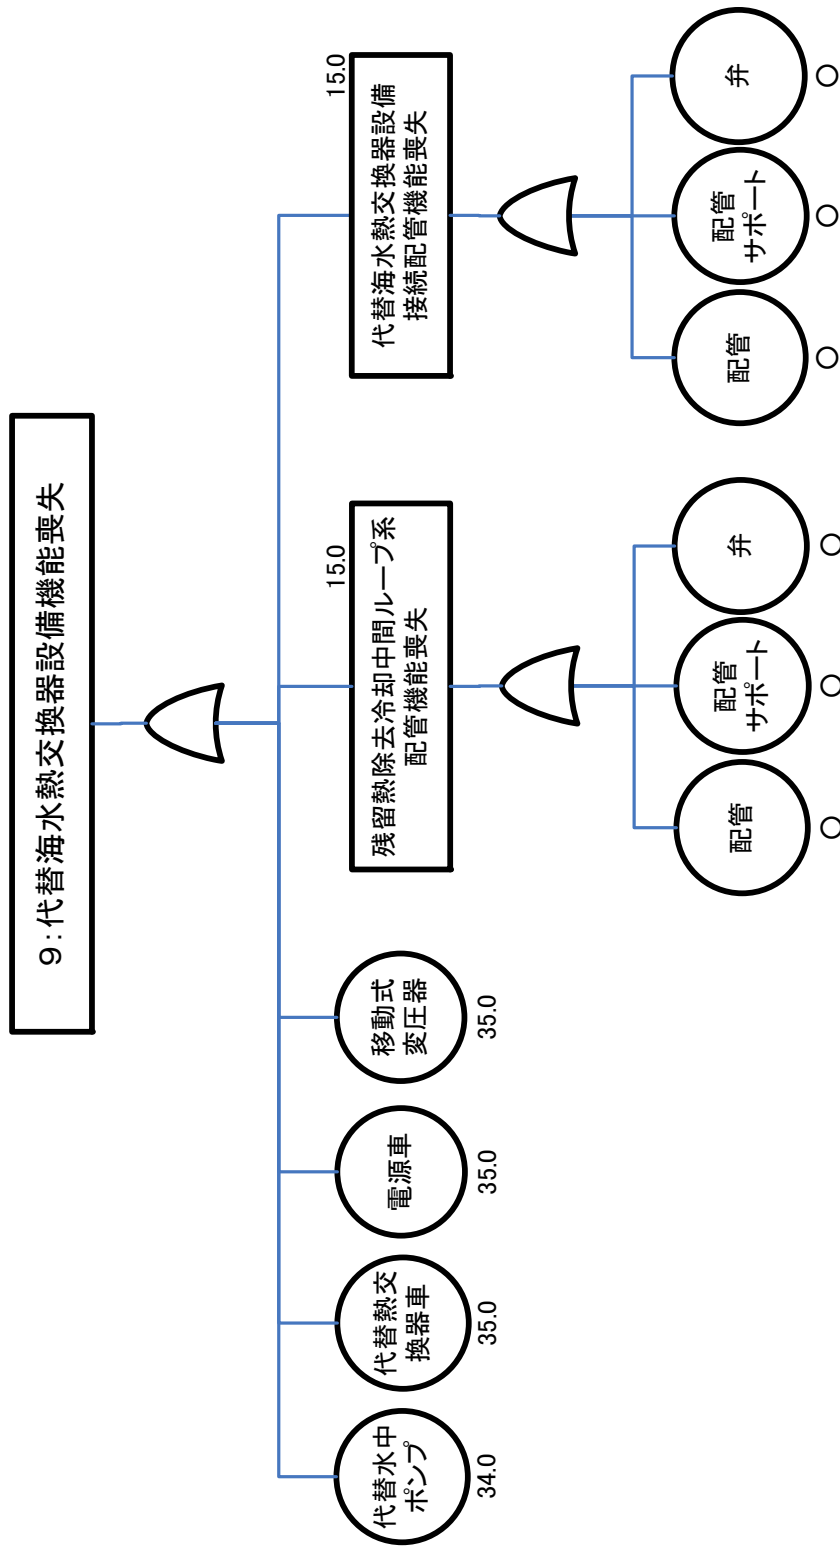 ９：代替海水熱交換器設備機能喪失
代替水中
ポンプ
34.0
代替熱交
換器車
35.0
電源車
35.0
移動式
変圧器
35.0
15.0
残留熱除去冷却中間ループ系
配管機能喪失
15.0
代替海水熱交換器設備
接続配管機能喪失
配管
○
配管
サポート
○
弁
○
配管
○
配管
サポート
○
弁
○